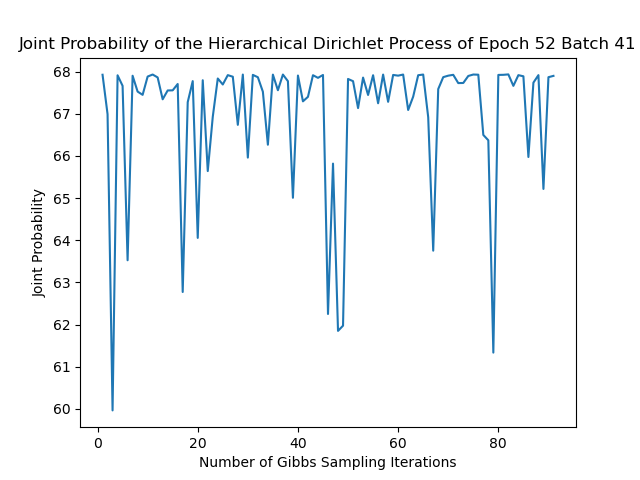 Joint Probability of the Hierarchical Dirichlet Process of Epoch 52 Batch 41
68
67
66
65
64
63
62
61
60
Joint Probability
0 20 40 60 80
Number of Gibbs Sampling Iterations